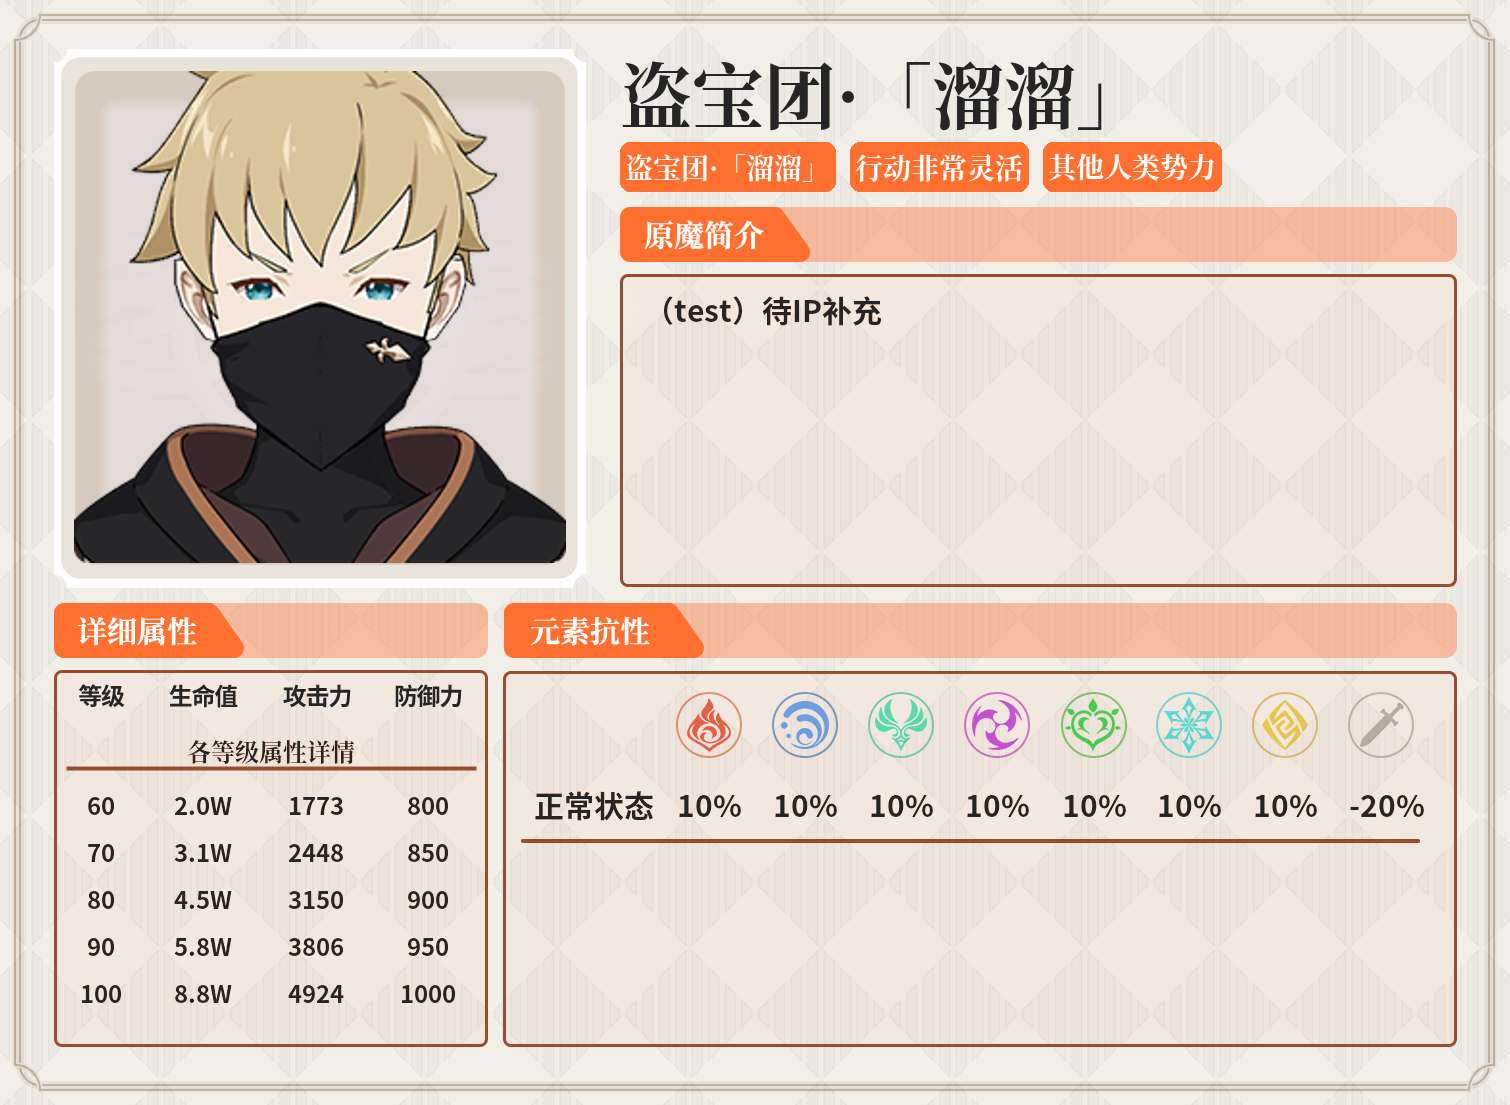 盗宝团·「溜溜」
盗宝团·「溜溜」 行动非常灵活 其他人类势力
原魔简介
（test）待IP补充
详细属性
等级 生命值 攻击力 防御力
各等级属性详情
60 2.0W 1773 800
70 3.1W 2448 850
80 4.5W 3150 900
90 5.8W 3806 950
100 8.8W 4924 1000
元素抗性
正常状态 10% 10% 10% 10% 10% 10% 10% -20%